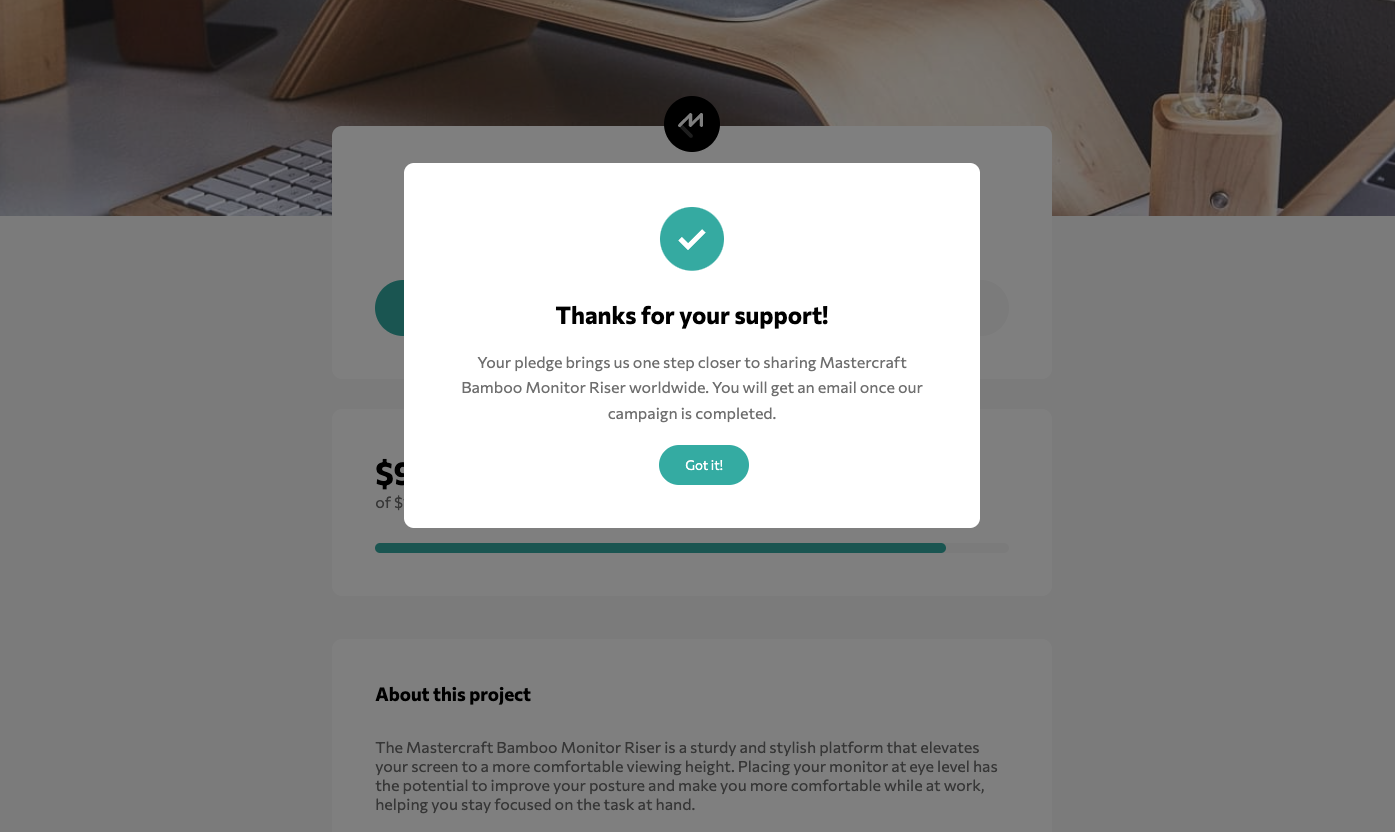 Thanks for your support!
Your pledge brings us one step closer to sharing Mastercraft
Bamboo Monitor Riser worldwide. You will get an email once our
campaign is completed.
Got it!
$9
of $
About this project
The Mastercraft Bamboo Monitor Riser is a sturdy and stylish platform that elevates
your screen to a more comfortable viewing height. Placing your monitor at eye level has
the potential to improve your posture and make you more comfortable while at work,
helping you stay focused on the task at hand.